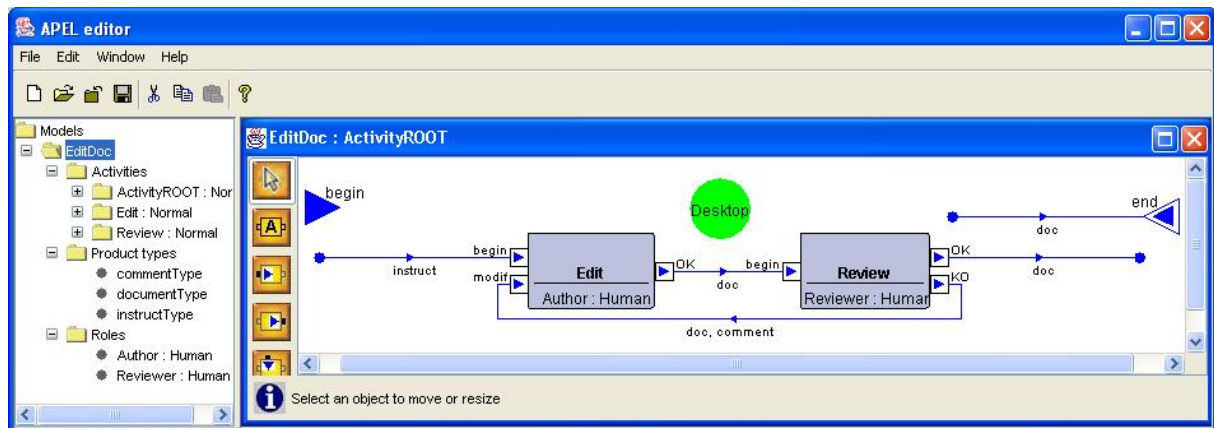 APEL editor
File Edit Window Help
Models
EditDoc
Activities
ActivityROOT : Nor
Edit : Normal
Review : Normal
Product types
commentType
documentType
instructType
Roles
Author : Human
Reviewer : Human
EditDoc : ActivityROOT
begin
Desktop
end
doc
instruct
begin
modif
Edit
Author : Human
OK
doc
begin
Review
Reviewer : Humar
OK
KO
doc
doc, comment
A
Select an object to move or resize